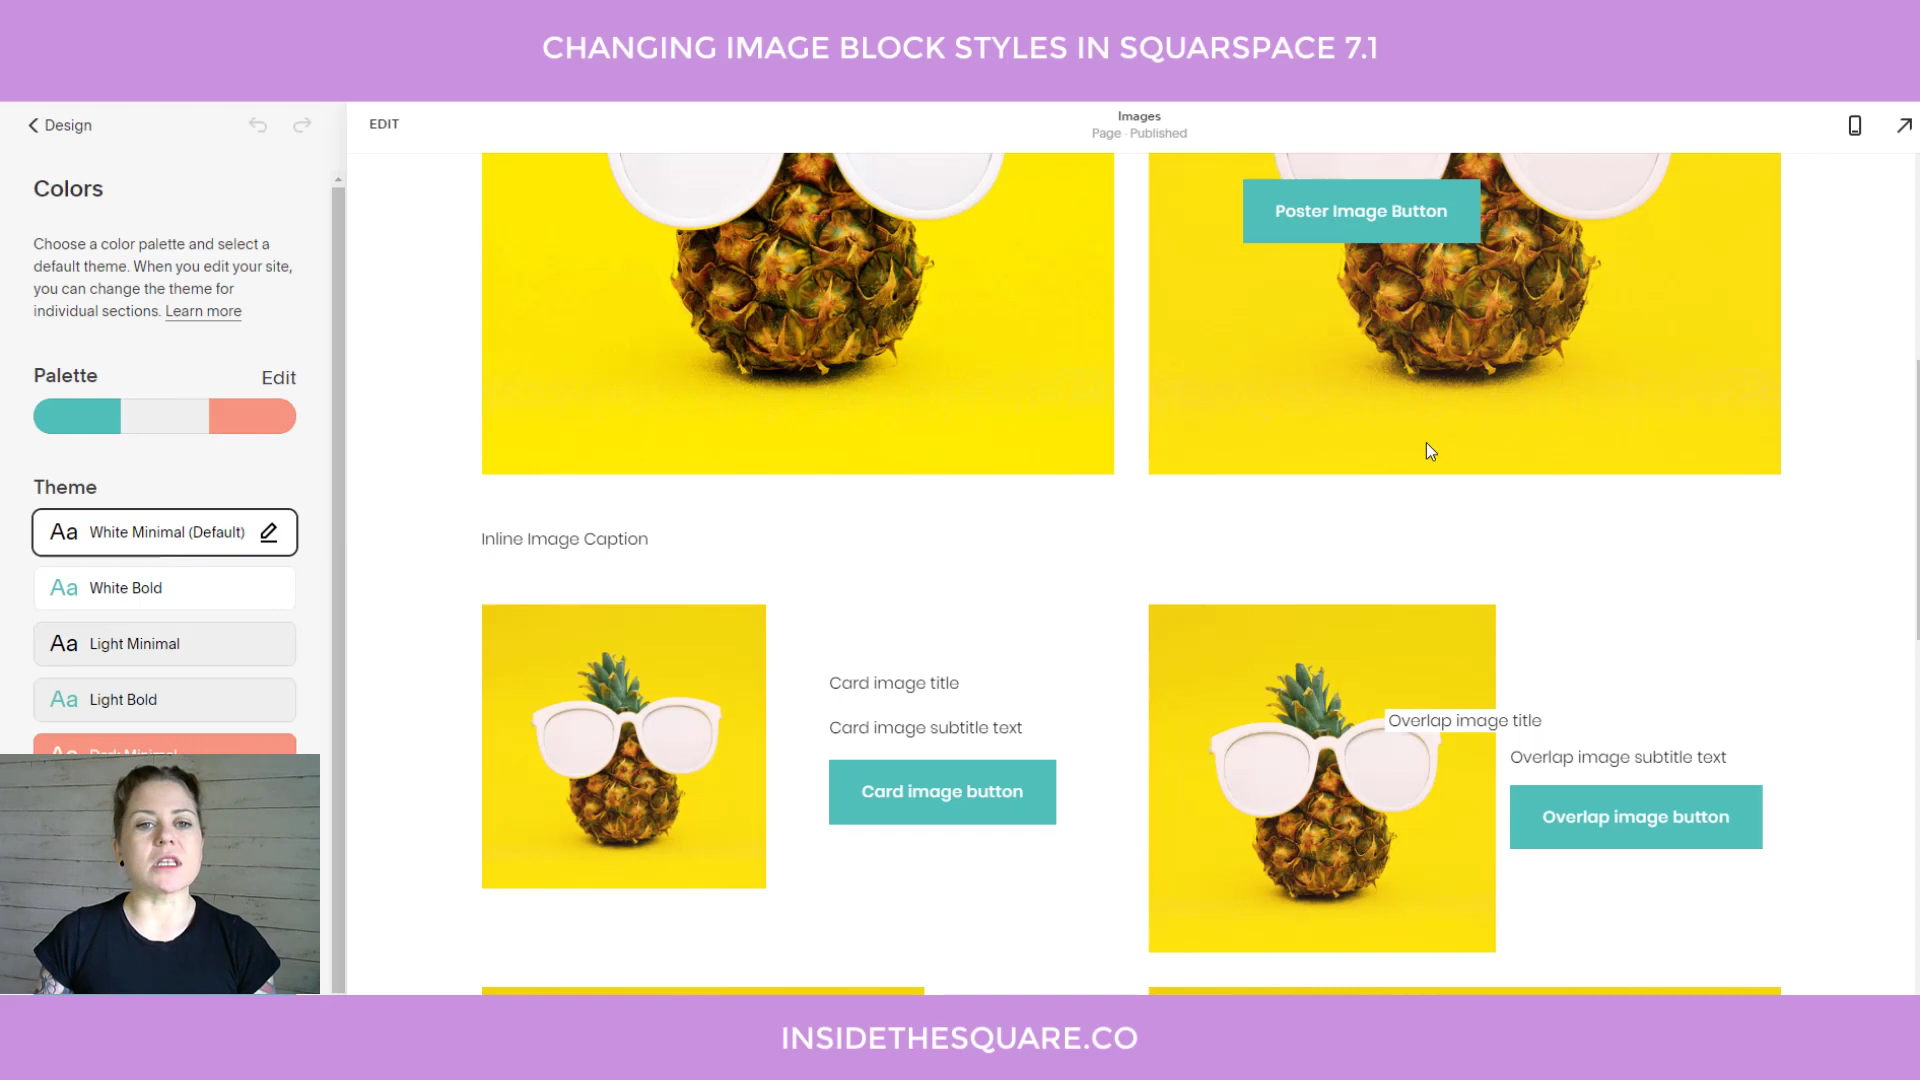 CHANGING IMAGE BLOCK STYLES IN SQUARSPACE 7.1
Design
EDIT
Images
Page · Published
Colors
Choose a color palette and select a
default theme. When you edit your site,
you can change the theme for
individual sections. Learn more
Palette
Edit
Theme
Aa White Minimal (Default)
Aa White Bold
Aa Light Minimal
Aa Light Bold
Aa Dark Minimal
Poster Image Button
Inline Image Caption
Card image title
Card image subtitle text
Card image button
Overlap image title
Overlap image subtitle text
Overlap image button
INSIDETHESQUARE.CO